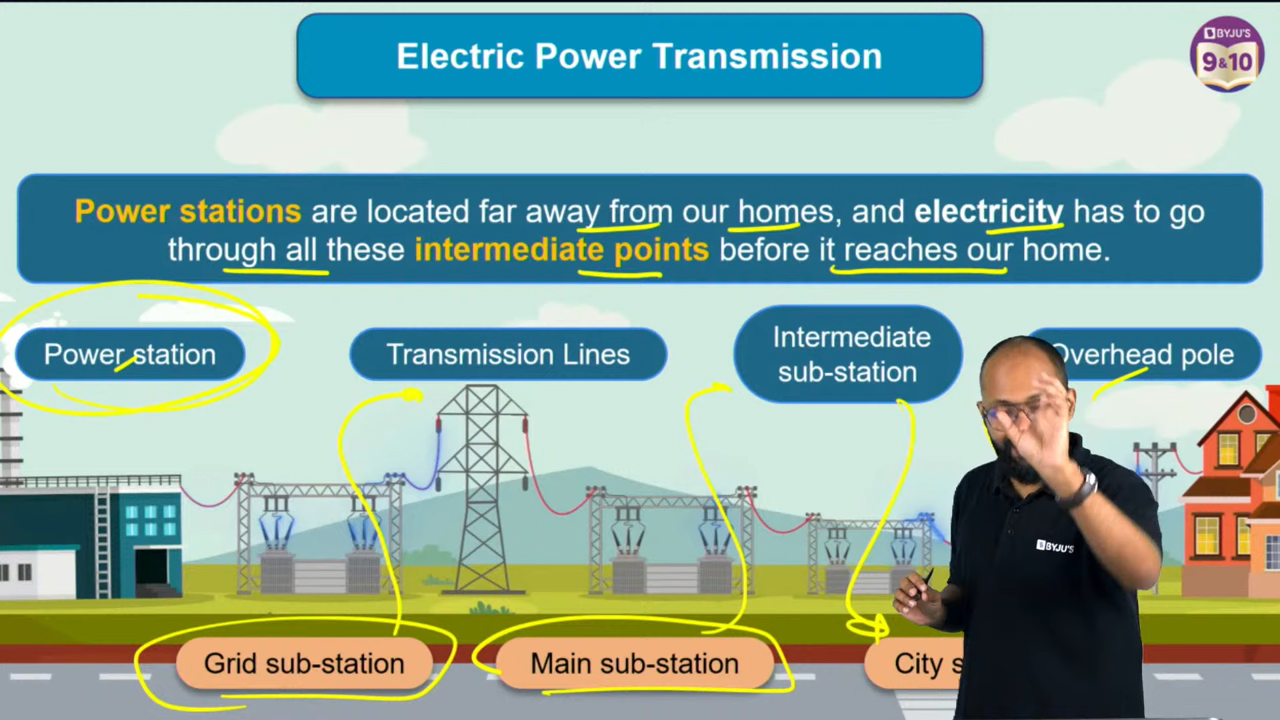 Electric Power Transmission
BYJU'S
9&10
Power stations are located far away from our homes, and electricity has to go
through all these intermediate points before it reaches our home.
Power station
Transmission Lines
Intermediate
sub-station
Overhead pole
BYJU'S
Grid sub-station
Main sub-station
City